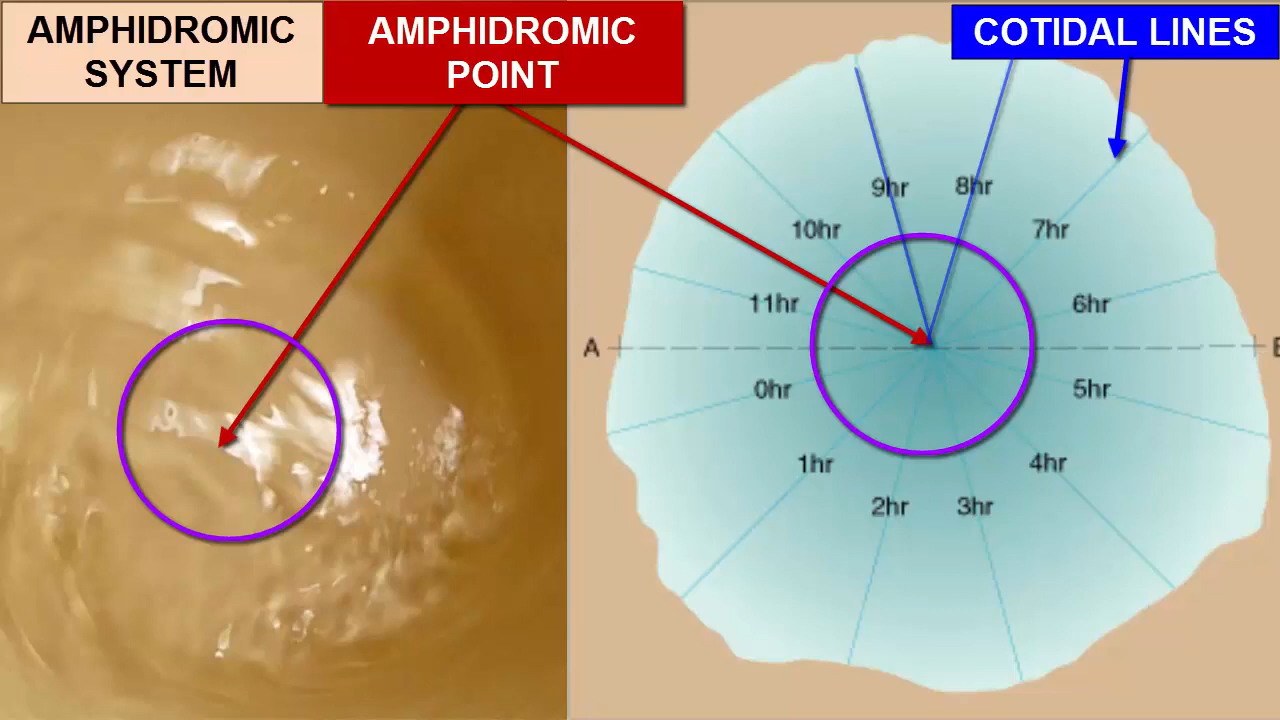 AMPHIDROMIC
SYSTEM
AMPHIDROMIC
POINT
COTIDAL LINES
9hr
8hr
10hr
7hr
11hr
6hr
A
0hr
5hr
1hr
4hr
2hr
3hr